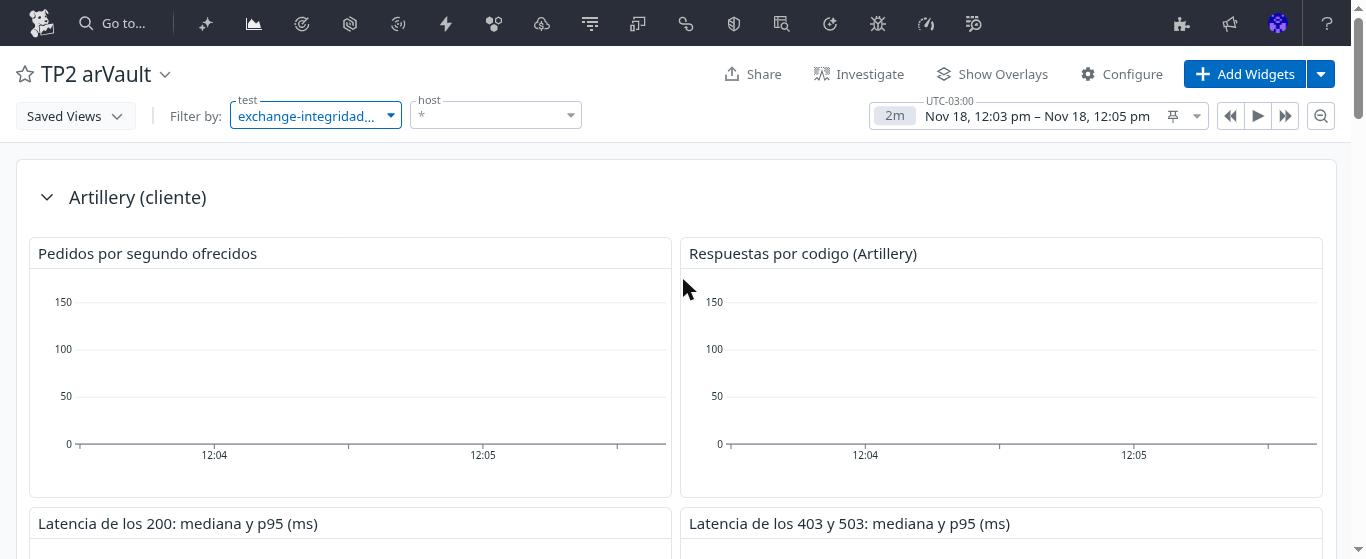 Go to...
TP2 arVault
Share
Investigate
Show Overlays
Configure
Add Widgets
Saved Views
Filter by:
test
exchange-integridad...
host
*
UTC-03:00
2m
Nov 18, 12:03 pm – Nov 18, 12:05 pm
Artillery (cliente)
Pedidos por segundo ofrecidos
150
100
50
0
12:04
12:05
Respuestas por codigo (Artillery)
150
100
50
0
12:04
12:05
Latencia de los 200: mediana y p95 (ms)
Latencia de los 403 y 503: mediana y p95 (ms)